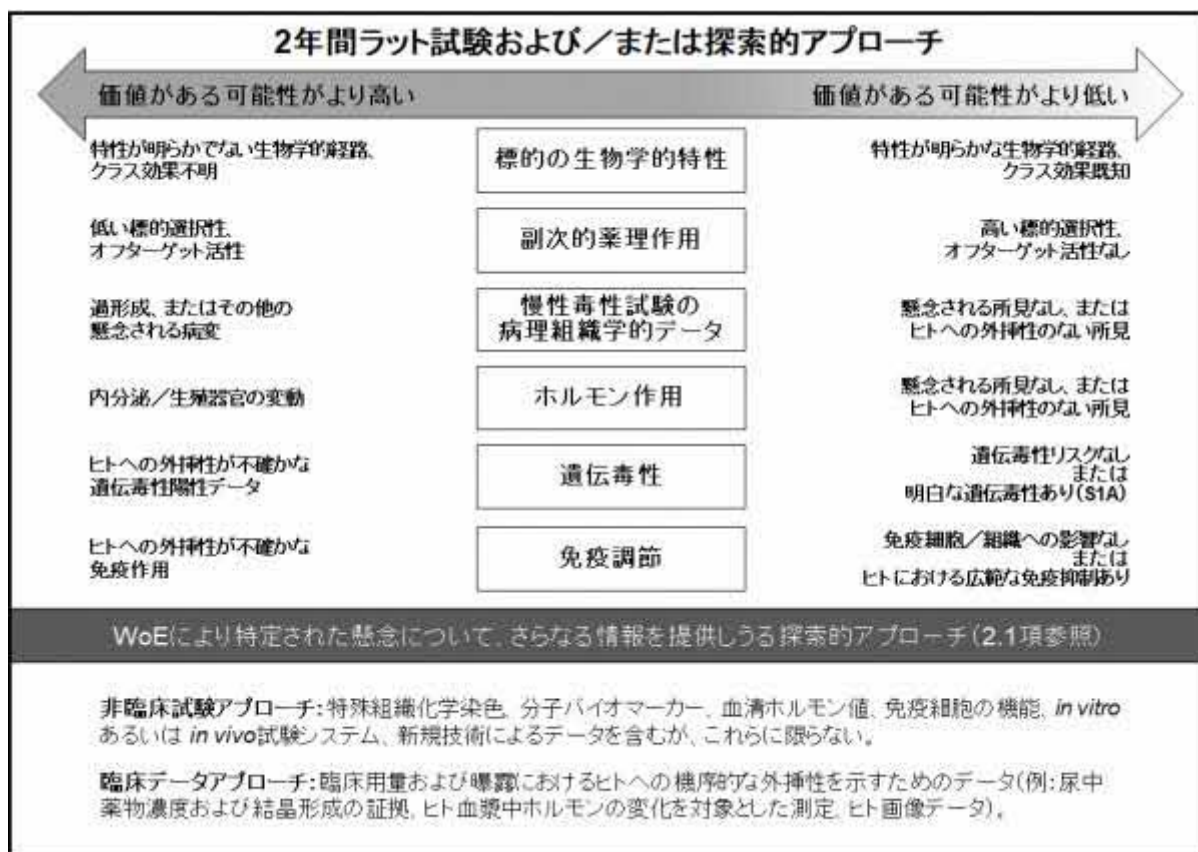 2年間ラット試験および／または探索的アプローチ
価値がある可能性がより高い
価値がある可能性がより低い
特性が明らかでない生物学的経路、
クラス効果不明
標的の生物学的特性
特性が明らかな生物学的経路、
クラス効果既知
低い標的選択性、
オフターゲット活性
副次的薬理作用
高い標的選択性、
オフターゲット活性なし
過形成、またはその他の
懸念される病変
慢性毒性試験の
病理組織学的データ
懸念される所見なし、または
ヒトへの外挿性のない所見
内分泌／生殖器官の変動
ホルモン作用
懸念される所見なし、または
ヒトへの外挿性のない所見
ヒトへの外挿性が不確かな
遺伝毒性陽性データ
遺伝毒性
遺伝毒性リスクなし
または
明白な遺伝毒性あり(S1A)
ヒトへの外挿性が不確かな
免疫作用
免疫調節
免疫細胞／組織への影響なし
または
ヒトにおける広範な免疫抑制あり
WoEにより特定された懸念について、さらなる情報を提供しうる探索的アプローチ(2.1項参照)
非臨床試験アプローチ:特殊組織化学染色、分子バイオマーカー、血清ホルモン値、免疫細胞の機能、in vitro
あるいは in vivo試験システム、新規技術によるデータを含むが、これらに限らない。
臨床データアプローチ:臨床用量および曝露におけるヒトへの機序的な外挿性を示すためのデータ(例:尿中
薬物濃度および結晶形成の証拠、ヒト血漿中ホルモンの変化を対象とした測定、ヒト画像データ)。